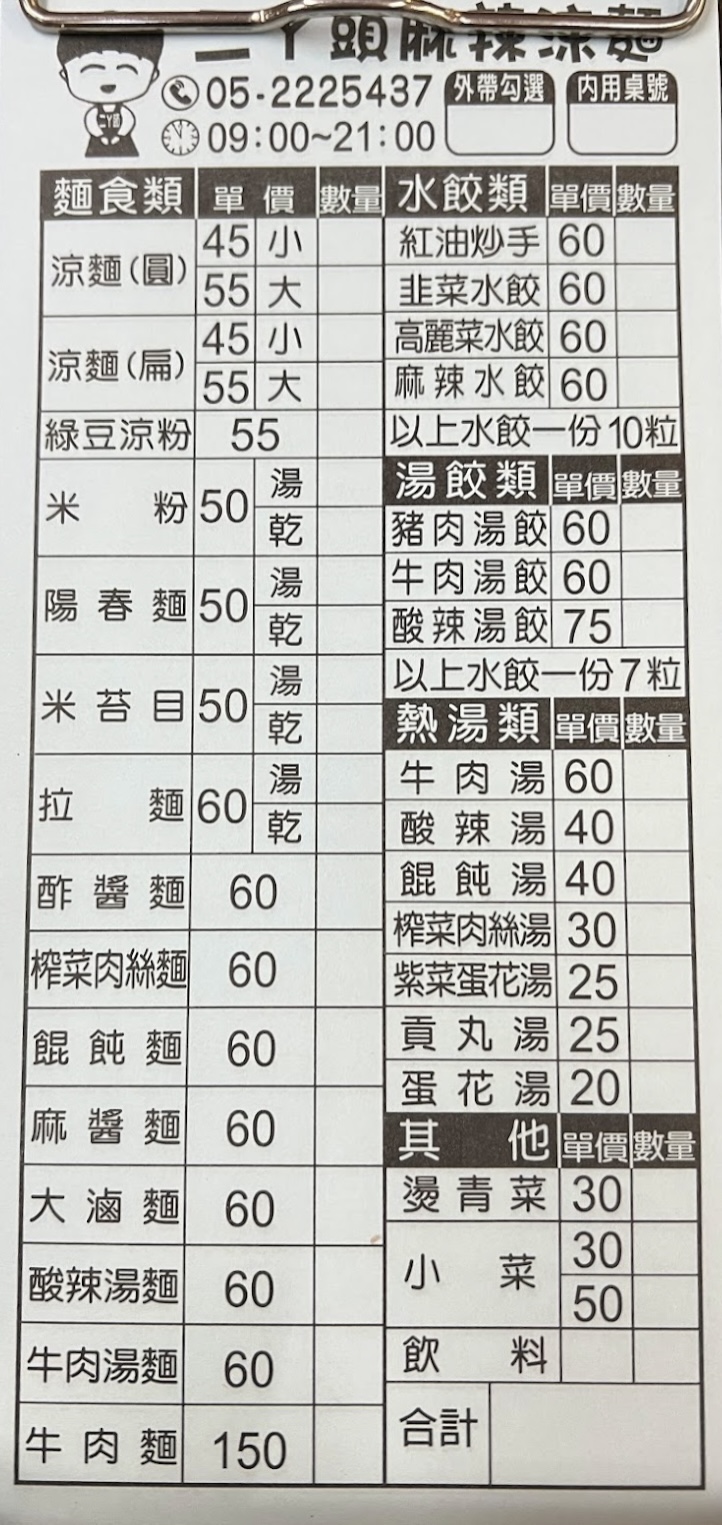 二丫頭麻辣涼麵
05-2225437
09:00~21:00
外帶勾選
內用桌號
二丫頭
麵食類 單價 數量
涼麵(圓) 45 小
55 大
涼麵(扁) 45 小
55 大
綠豆涼粉 55
米粉 50 湯
乾
陽春麵 50 湯
乾
米苔目 50 湯
乾
拉麵 60 湯
乾
酢醬麵 60
榨菜肉絲麵 60
餛飩麵 60
麻醬麵 60
大滷麵 60
酸辣湯麵 60
牛肉湯麵 60
牛肉麵 150
水餃類 單價 數量
紅油炒手 60
韭菜水餃 60
高麗菜水餃 60
麻辣水餃 60
以上水餃一份10粒
湯餃類 單價 數量
豬肉湯餃 60
牛肉湯餃 60
酸辣湯餃 75
以上水餃一份7粒
熱湯類 單價 數量
牛肉湯 60
酸辣湯 40
餛飩湯 40
榨菜肉絲湯 30
紫菜蛋花湯 25
貢丸湯 25
蛋花湯 20
其他 單價 數量
燙青菜 30
小菜 30
50
飲料
合計